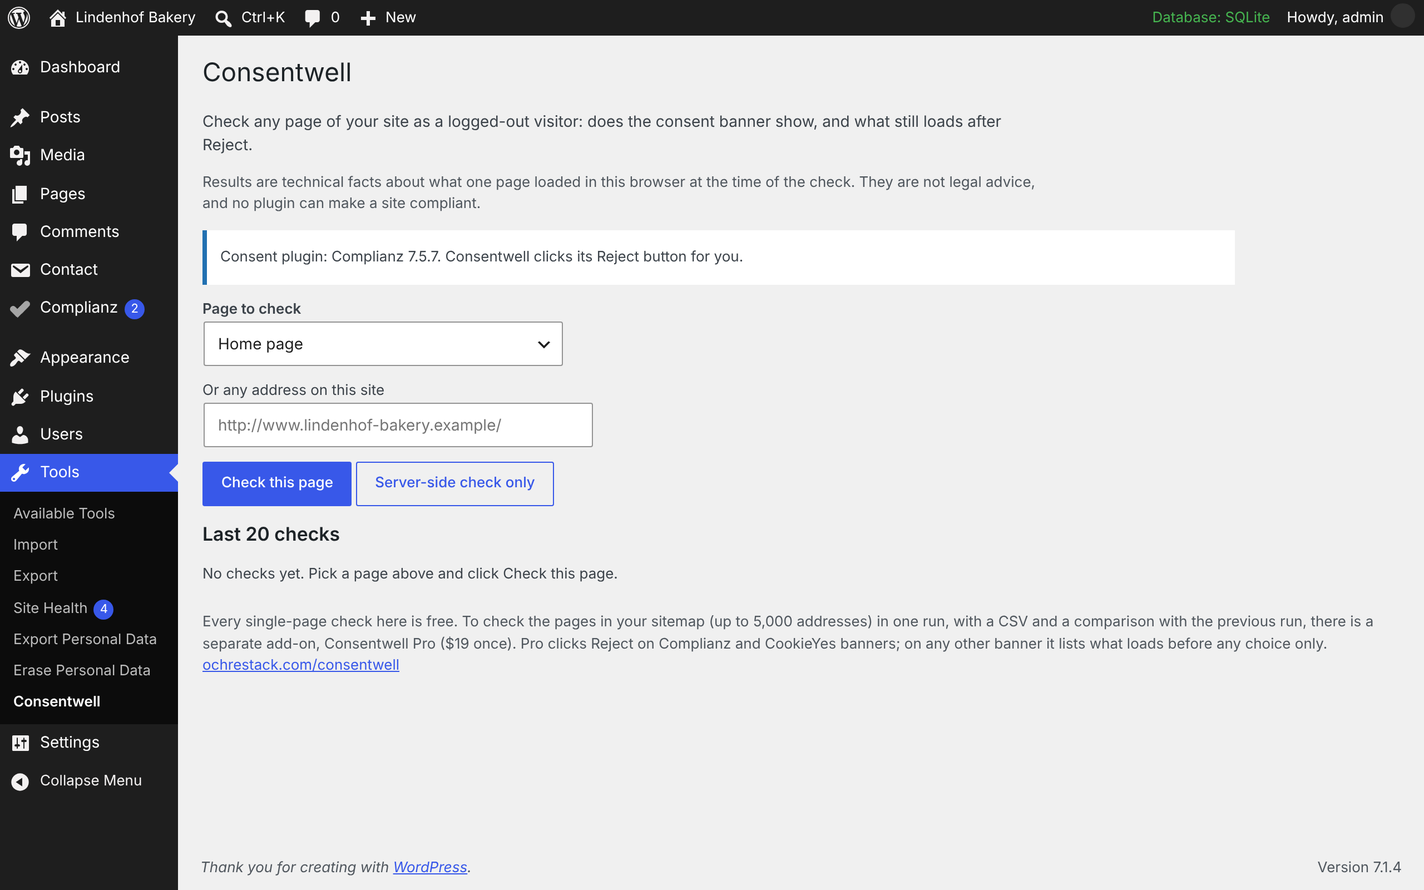 Lindenhof Bakery Ctrl+K 0 New Database: SQLite Howdy, admin
Dashboard
Posts
Media
Pages
Comments
Contact
Complianz 2
Appearance
Plugins
Users
Tools
Available Tools
Import
Export
Site Health 4
Export Personal Data
Erase Personal Data
Consentwell
Settings
Collapse Menu
Consentwell
Check any page of your site as a logged-out visitor: does the consent banner show, and what still loads after
Reject.
Results are technical facts about what one page loaded in this browser at the time of the check. They are not legal advice,
and no plugin can make a site compliant.
Consent plugin: Complianz 7.5.7. Consentwell clicks its Reject button for you.
Page to check
Home page
Or any address on this site
http://www.lindenhof-bakery.example/
Check this page Server-side check only
Last 20 checks
No checks yet. Pick a page above and click Check this page.
Every single-page check here is free. To check the pages in your sitemap (up to 5,000 addresses) in one run, with a CSV and a comparison with the previous run, there is a
separate add-on, Consentwell Pro ($19 once). Pro clicks Reject on Complianz and CookieYes banners; on any other banner it lists what loads before any choice only.
ochrestack.com/consentwell
Thank you for creating with WordPress. Version 7.1.4